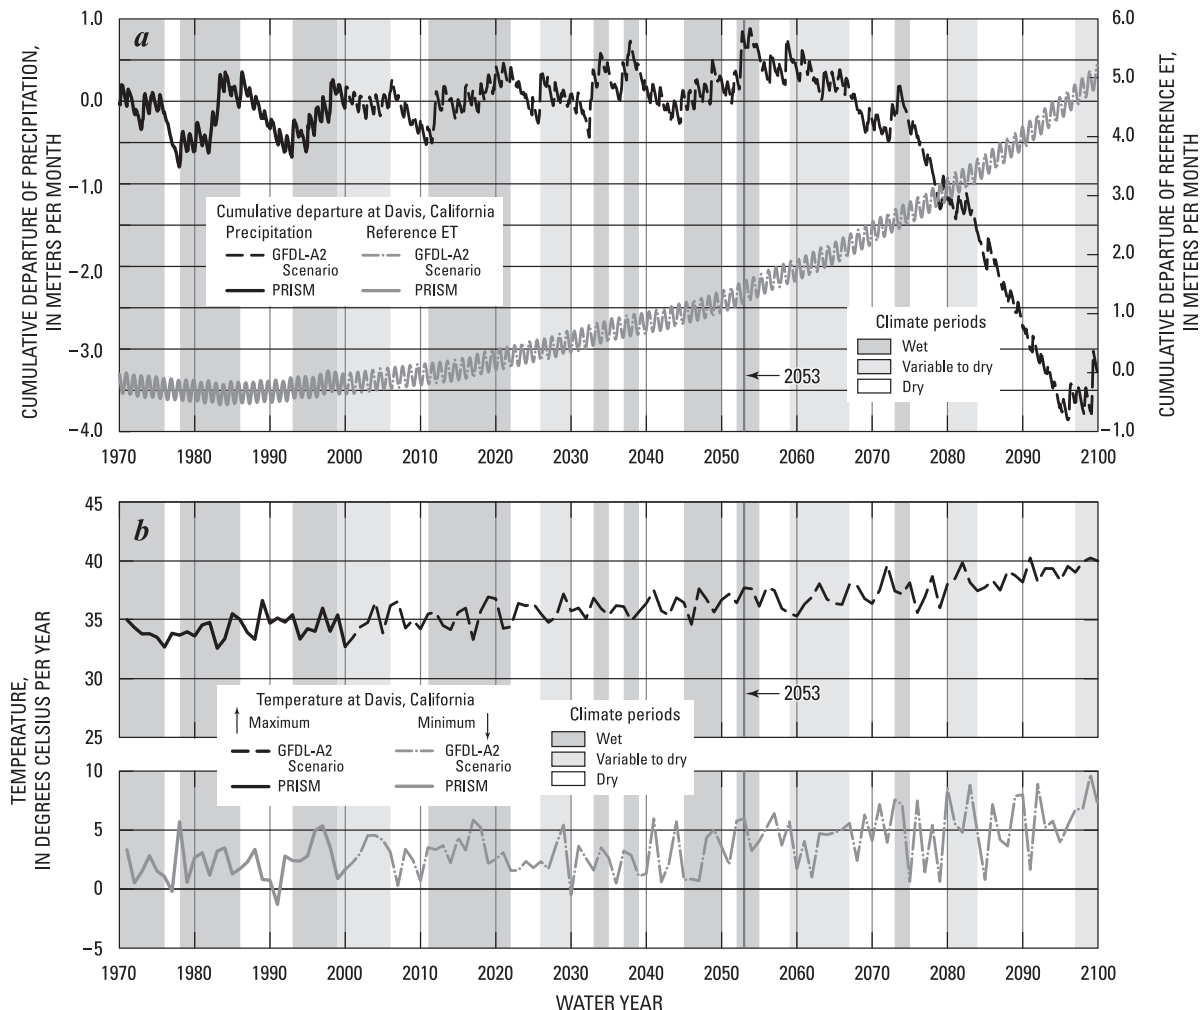 a
CUMULATIVE DEPARTURE OF PRECIPITATION,
IN METERS PER MONTH
1.0
0.0
−1.0
−2.0
−3.0
−4.0
CUMULATIVE DEPARTURE OF REFERENCE ET,
IN METERS PER MONTH
6.0
5.0
4.0
3.0
2.0
1.0
0.0
−1.0
Cumulative departure at Davis, California
Precipitation Reference ET
GFDL-A2 GFDL-A2
Scenario Scenario
PRISM PRISM
Climate periods
Wet
Variable to dry
Dry
2053
1970 1980 1990 2000 2010 2020 2030 2040 2050 2060 2070 2080 2090 2100
b
TEMPERATURE,
IN DEGREES CELSIUS PER YEAR
45
40
35
30
25
2053
Temperature at Davis, California
Maximum Minimum
GFDL-A2 GFDL-A2
Scenario Scenario
PRISM PRISM
Climate periods
Wet
Variable to dry
Dry
10
5
0
−5
1970 1980 1990 2000 2010 2020 2030 2040 2050 2060 2070 2080 2090 2100
WATER YEAR